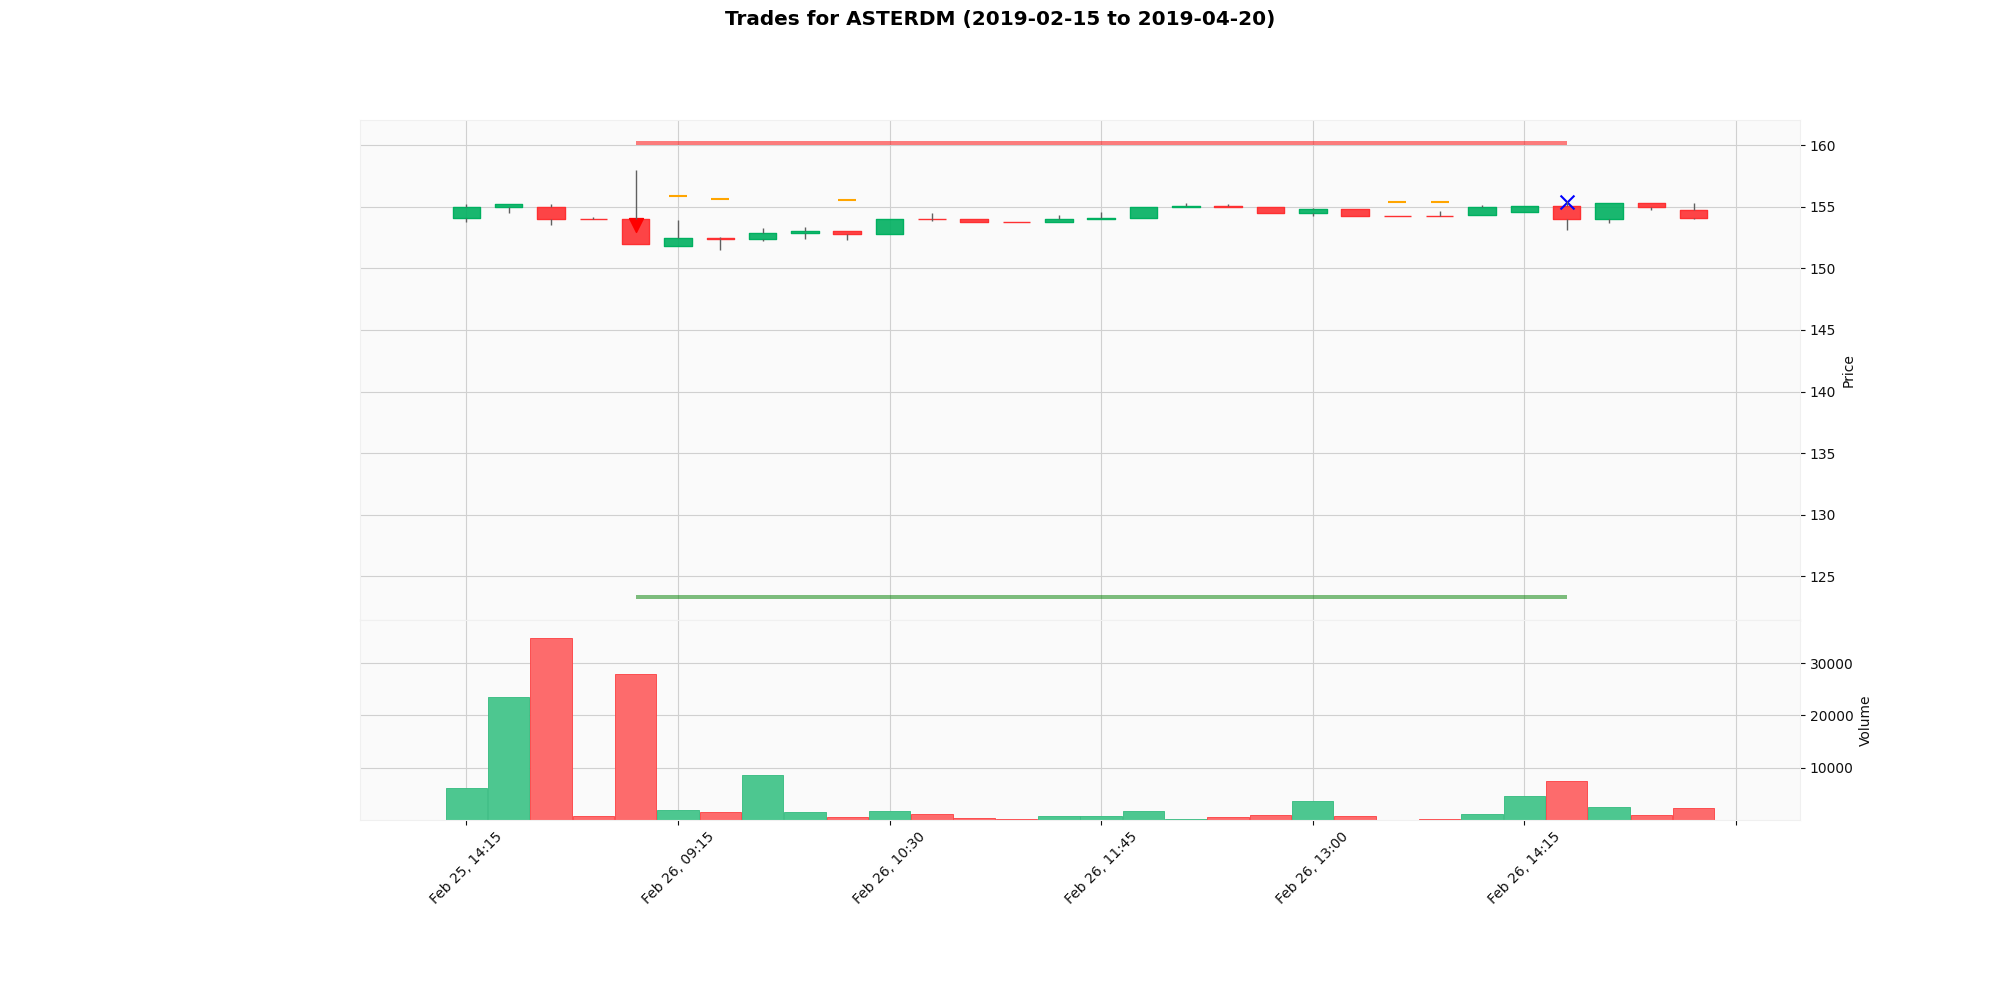 Trades for ASTERDM (2019-02-15 to 2019-04-20)
160
155
150
145
140
135
130
125
Price
30000
20000
10000
Volume
Feb 25, 14:15
Feb 26, 09:15
Feb 26, 10:30
Feb 26, 11:45
Feb 26, 13:00
Feb 26, 14:15